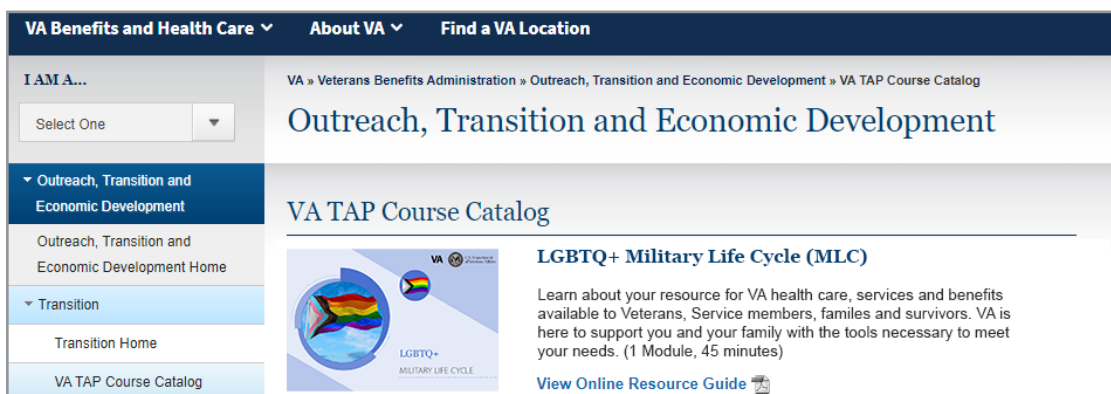 VA Benefits and Health Care About VA Find a VA Location
I AM A...
Select One
VA » Veterans Benefits Administration » Outreach, Transition and Economic Development » VA TAP Course Catalog
Outreach, Transition and Economic Development
Outreach, Transition and
Economic Development
Outreach, Transition and
Economic Development Home
Transition
Transition Home
VA TAP Course Catalog
VA TAP Course Catalog
VA
LGBTQ+
MILITARY LIFE CYCLE
LGBTQ+ Military Life Cycle (MLC)
Learn about your resource for VA health care, services and benefits
available to Veterans, Service members, familes and survivors. VA is
here to support you and your family with the tools necessary to meet
your needs. (1 Module, 45 minutes)
View Online Resource Guide